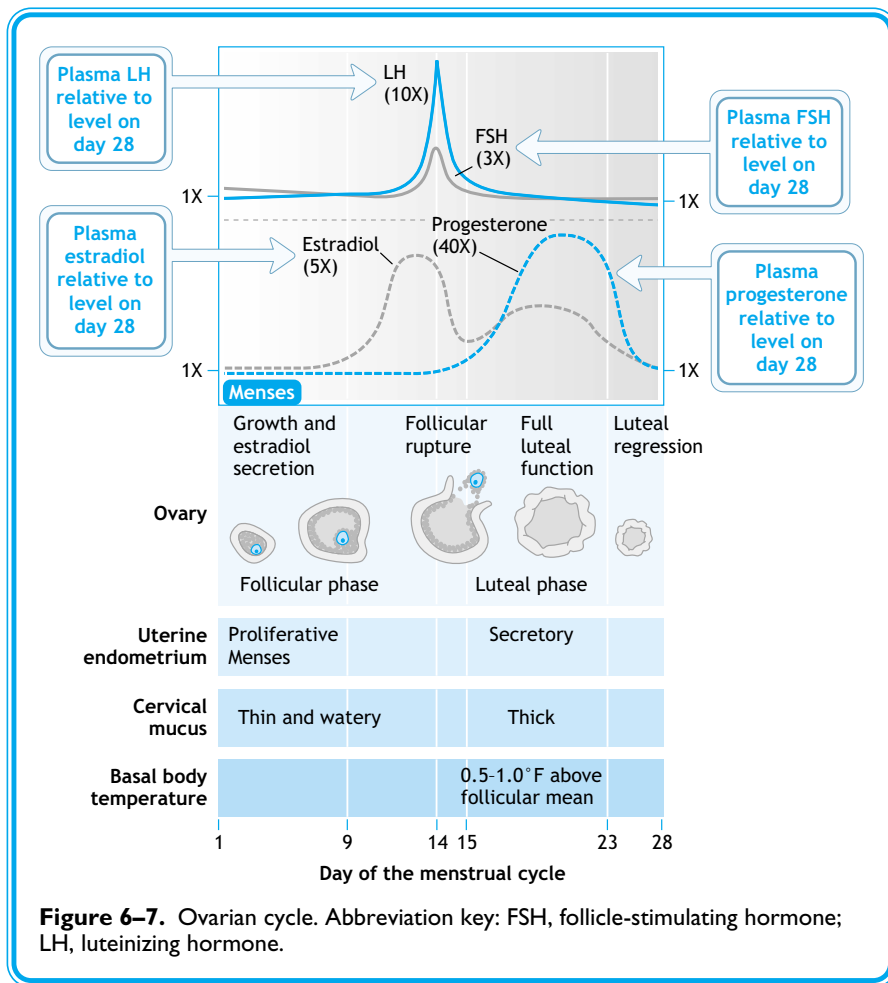 Plasma LH
relative to
level on
day 28
LH
(10X)
FSH
(3X)
Plasma FSH
relative to
level on
day 28
1X
1X
Plasma
estradiol
relative to
level on
day 28
Estradiol
(5X)
Progesterone
(40X)
Plasma
progesterone
relative to
level on
day 28
1X
1X
Menses
Growth and
estradiol
secretion
Follicular
rupture
Full
luteal
function
Luteal
regression
Ovary
Follicular phase
Luteal phase
Uterine
endometrium
Proliferative
Menses
Secretory
Cervical
mucus
Thin and watery
Thick
Basal body
temperature
0.5–1.0°F above
follicular mean
1 9 14 15 23 28
Day of the menstrual cycle
Figure 6–7. Ovarian cycle. Abbreviation key: FSH, follicle-stimulating hormone;
LH, luteinizing hormone.